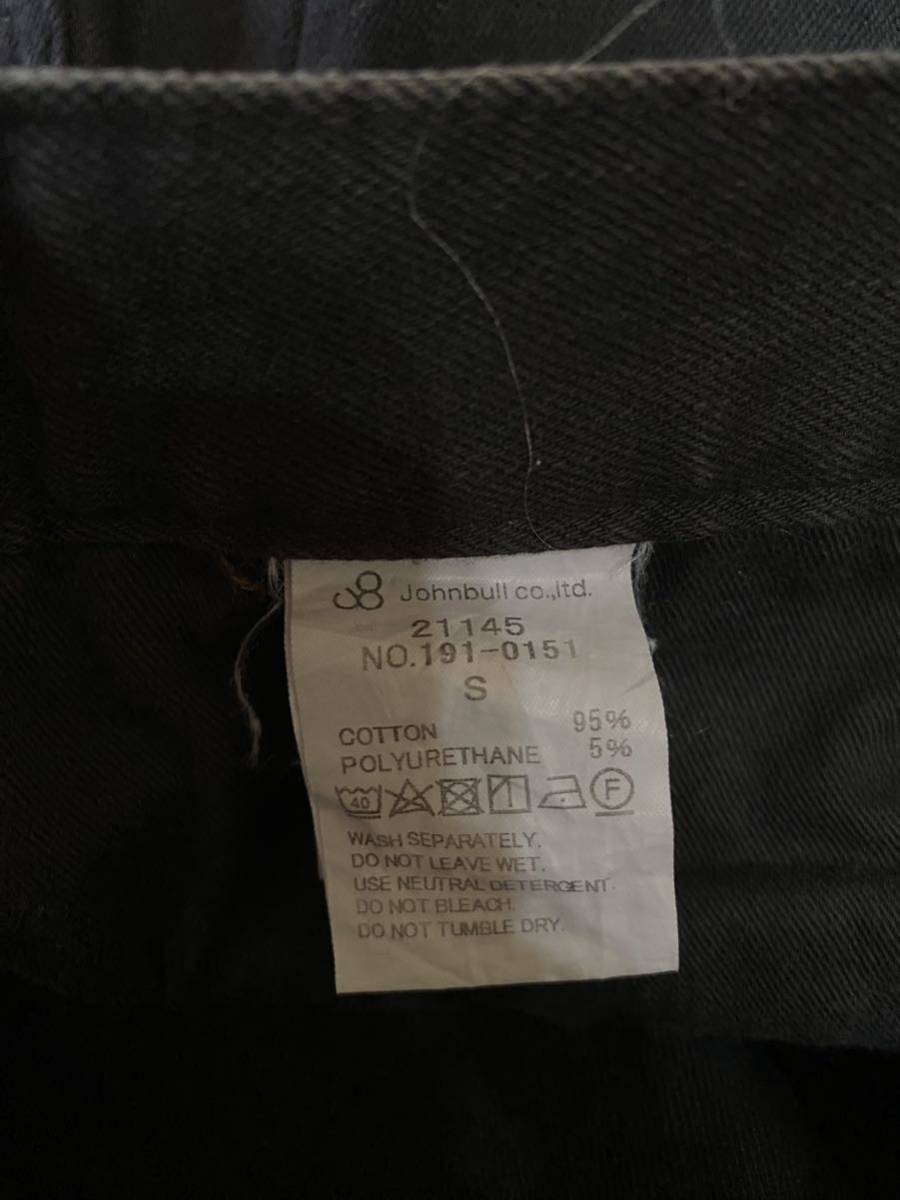 Johnbull co.,ltd.
21145
NO.191-0151
S
COTTON 95%
POLYURETHANE 5%
40 F
WASH SEPARATELY.
DO NOT LEAVE WET.
USE NEUTRAL DETERGENT.
DO NOT BLEACH.
DO NOT TUMBLE DRY.